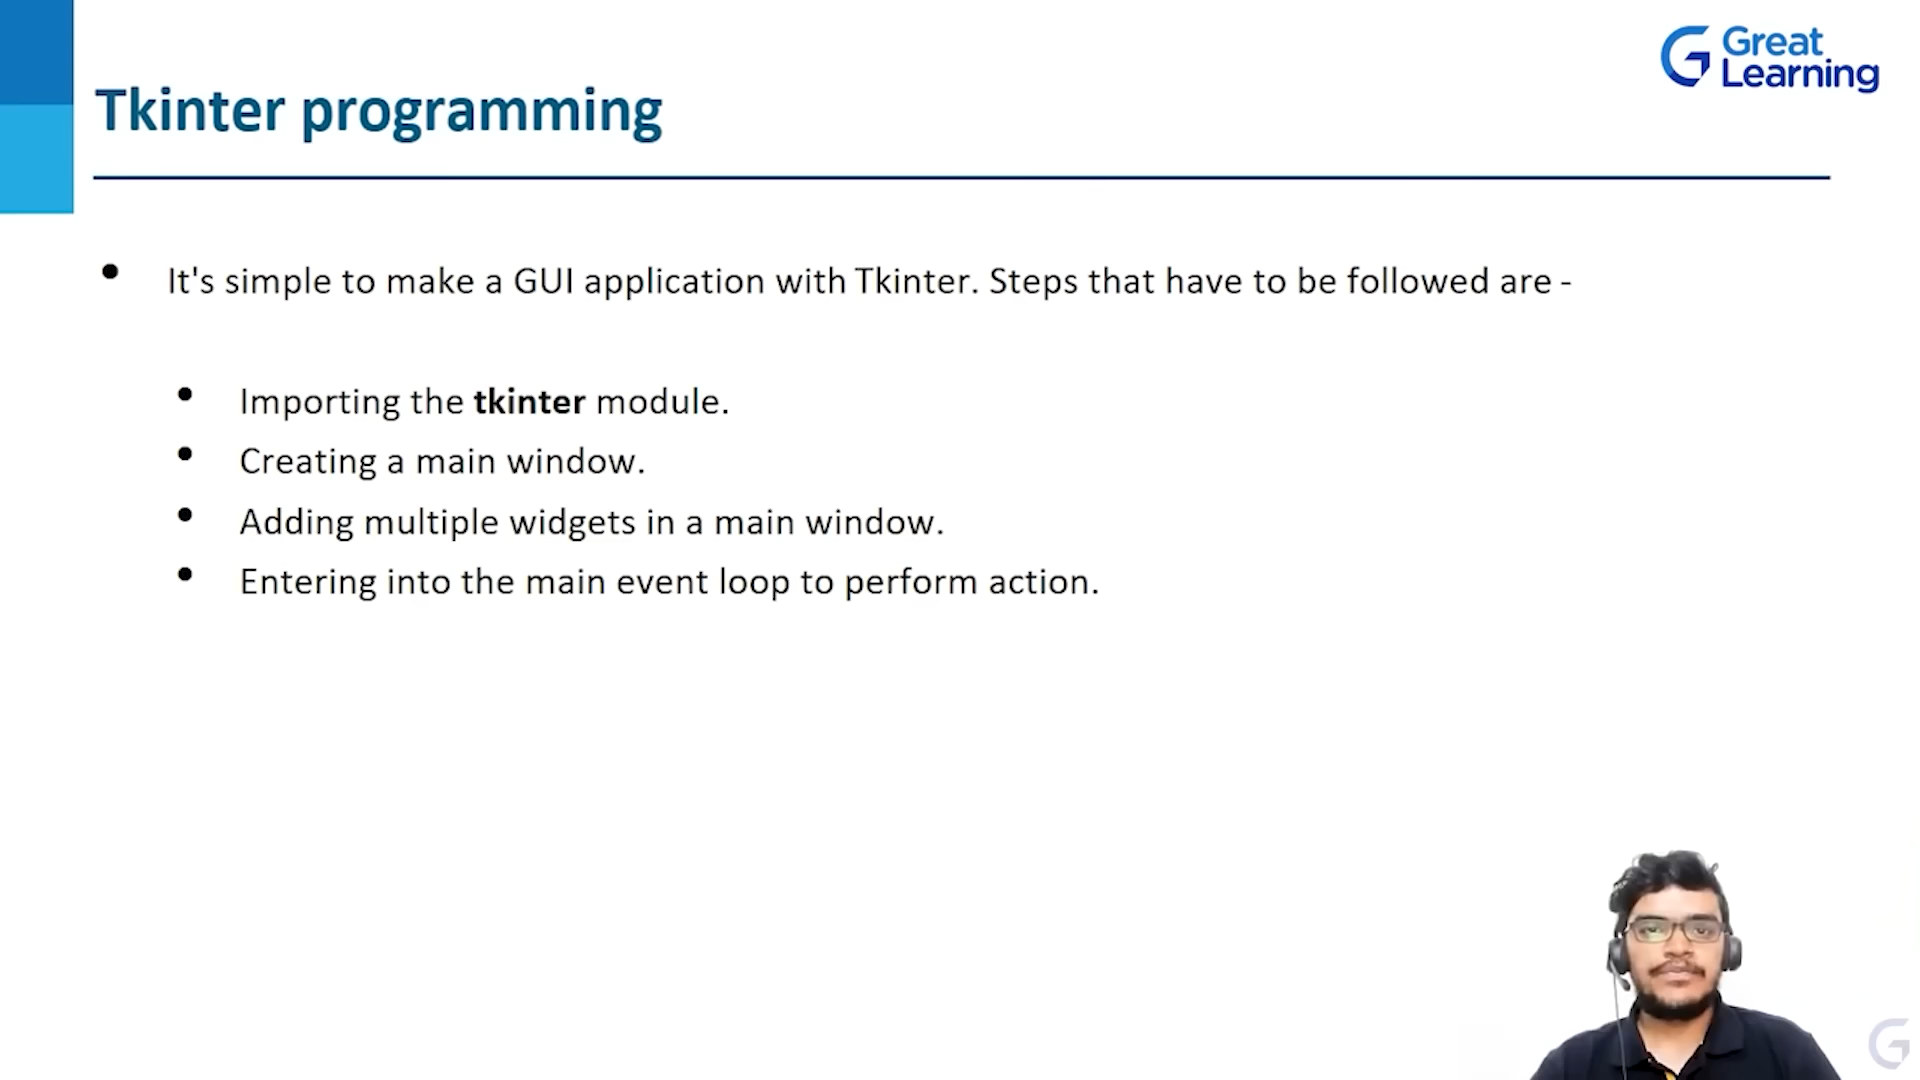 Great
Learning
Tkinter programming
It's simple to make a GUI application with Tkinter. Steps that have to be followed are -
Importing the tkinter module.
Creating a main window.
Adding multiple widgets in a main window.
Entering into the main event loop to perform action.